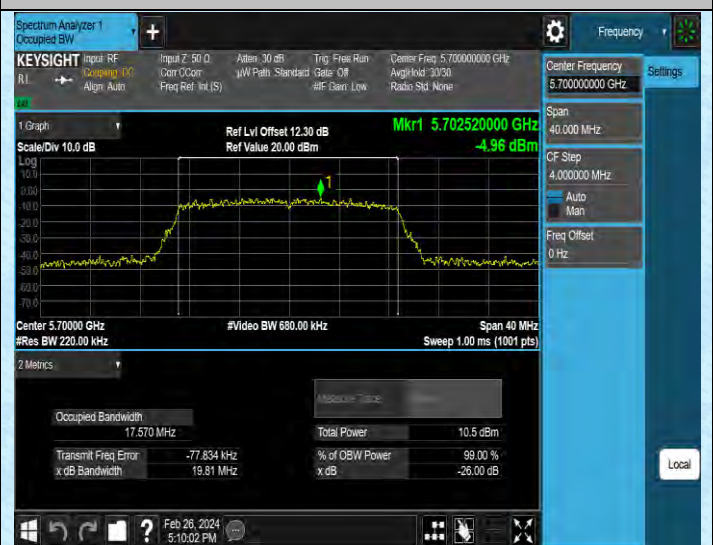 Spectrum Analyzer 1
Occupied BW
Frequency
KEYSIGHT Input: RF Input Z: 50 Ω Atten: 30 dB Trig: Free Run Center Freq: 5.700000000 GHz
RL Coupling: DC Corr CCorr µW Path: Standard Gate: Off Avg|Hold: 30/30
Align: Auto Freq Ref: Int (S) #IF Gain: Low Radio Std: None
Center Frequency
5.700000000 GHz
Settings
Span
40.000 MHz
CF Step
4.000000 MHz
Auto
Man
Freq Offset
0 Hz
Local
1 Graph
Ref Lvl Offset 12.30 dB
Mkr1 5.702520000 GHz
Scale/Div 10.0 dB
Ref Value 20.00 dBm
-4.96 dBm
Log
10.0
0.00
-10.0
-20.0
-30.0
-40.0
-50.0
-60.0
-70.0
1
Center 5.70000 GHz
#Video BW 680.00 kHz
Span 40 MHz
#Res BW 220.00 kHz
Sweep 1.00 ms (1001 pts)
2 Metrics
Measure Trace
Occupied Bandwidth
17.570 MHz
Total Power 10.5 dBm
Transmit Freq Error -77.834 kHz
% of OBW Power 99.00 %
x dB Bandwidth 19.81 MHz
x dB -26.00 dB
Feb 26, 2024
5:10:02 PM